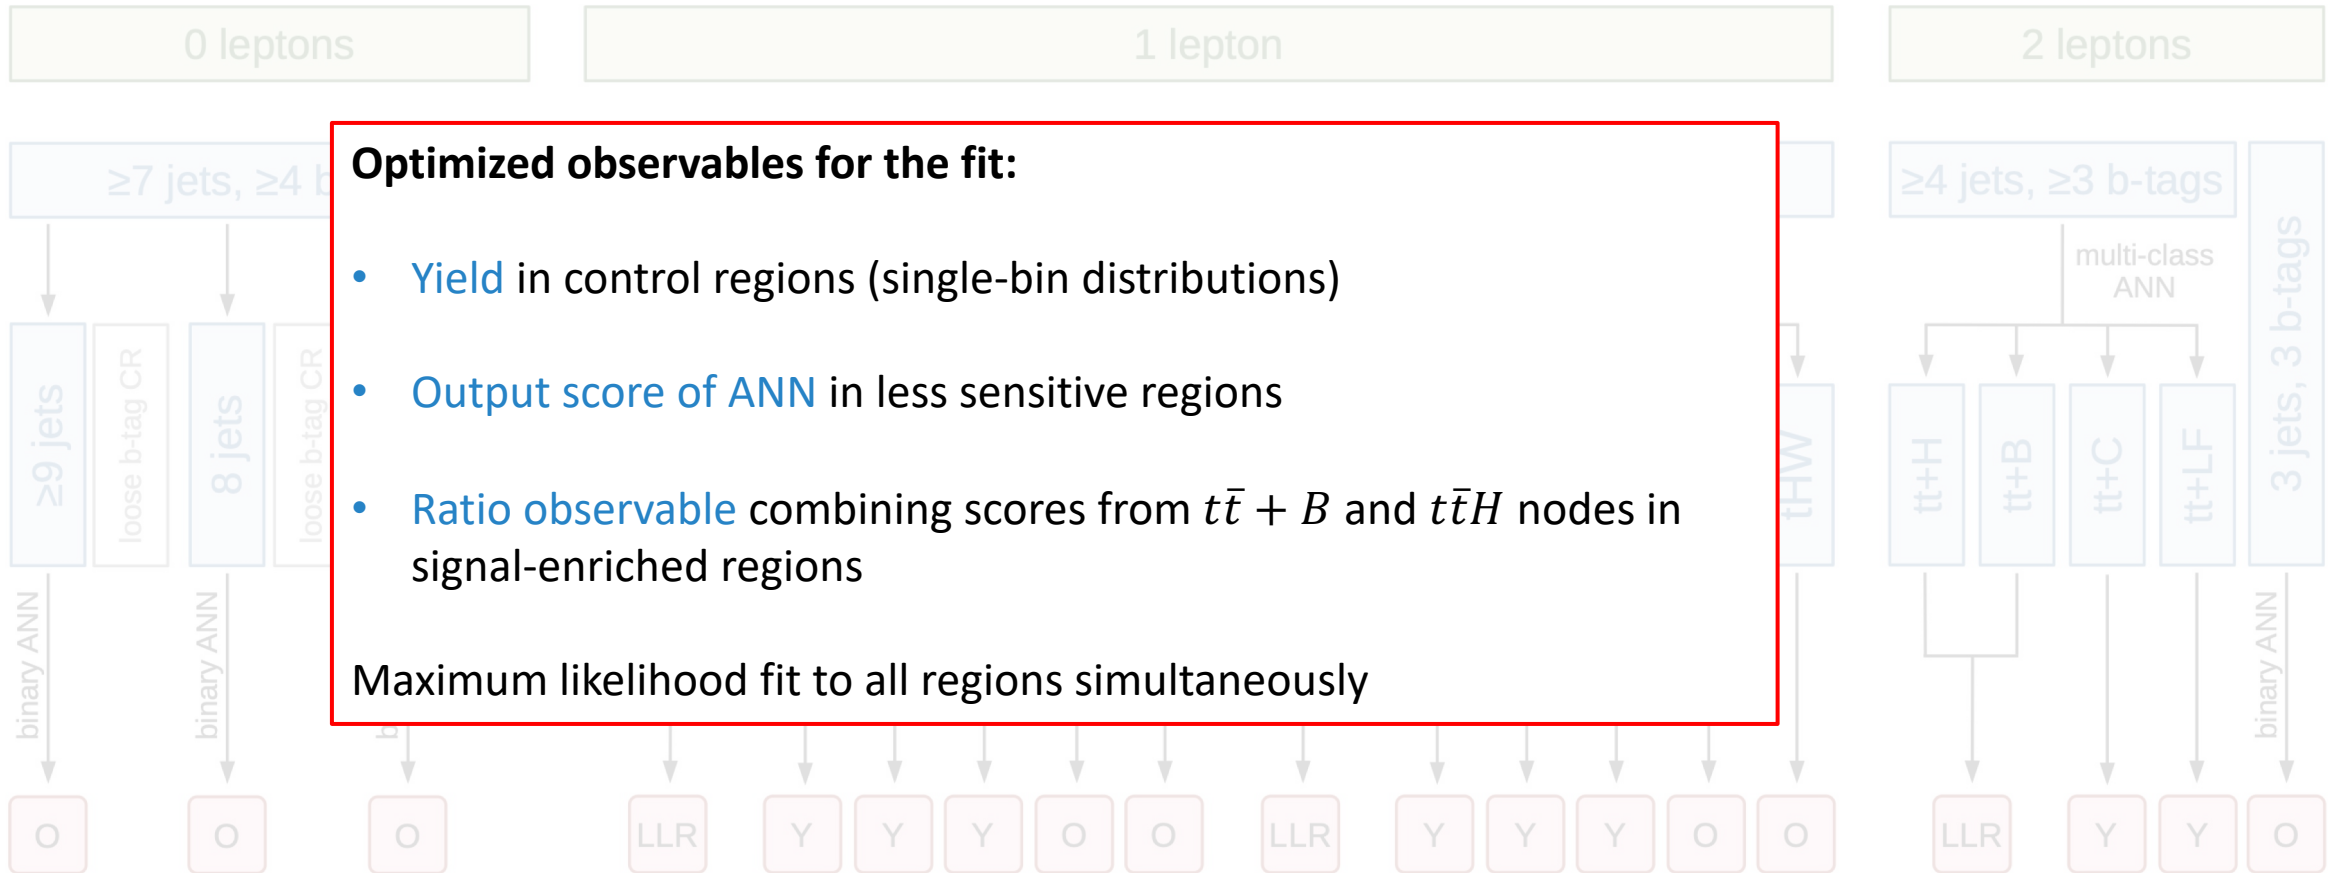 0 leptons
1 lepton
2 leptons
≥7 jets, ≥4 b
≥4 jets, ≥3 b-tags
3 jets, 3 b-tags
multi-class
ANN
Optimized observables for the fit:
• Yield in control regions (single-bin distributions)
• Output score of ANN in less sensitive regions
• Ratio observable combining scores from tt̄ + B and tt̄H nodes in
signal-enriched regions
Maximum likelihood fit to all regions simultaneously
≥9 jets
loose b-tag CR
8 jets
loose b-tag CR
tHW
tt+H
tt+B
tt+C
tt+LF
binary ANN
binary ANN
b
binary ANN
O
O
O
LLR
Y
Y
Y
O
O
LLR
Y
Y
Y
O
O
LLR
Y
Y
O